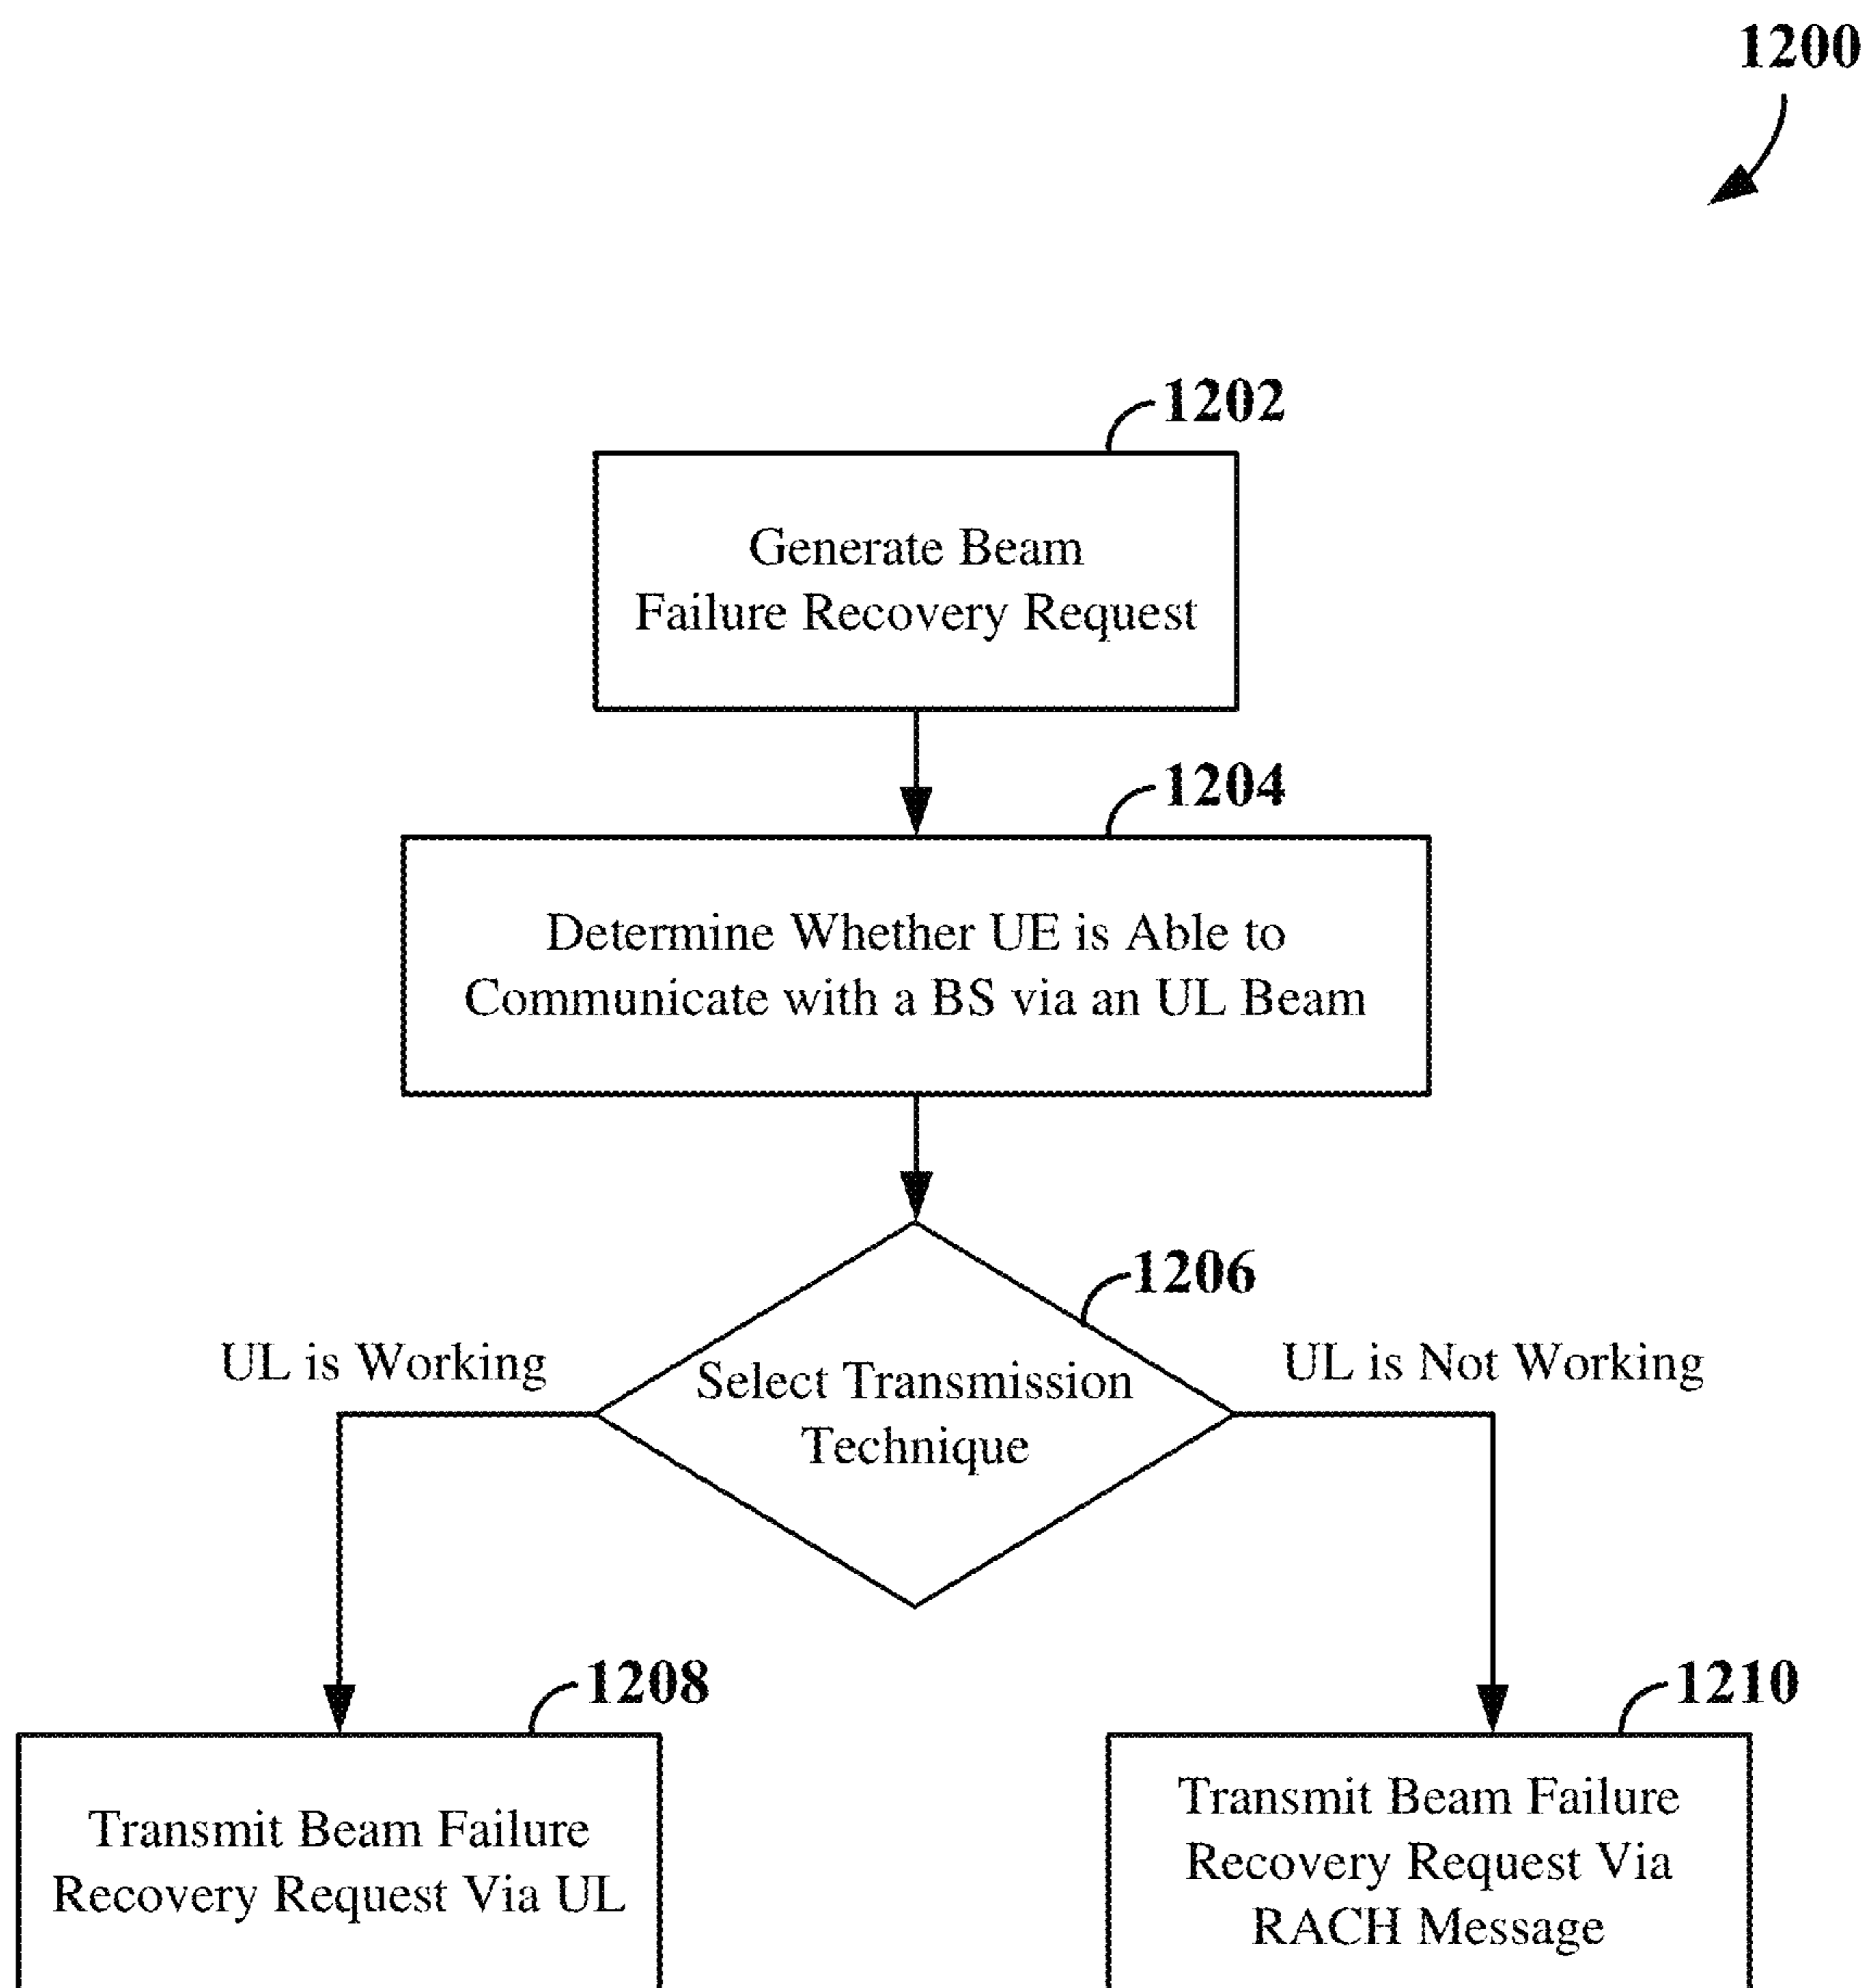 1200
1202
Generate Beam
Failure Recovery Request
1204
Determine Whether UE is Able to
Communicate with a BS via an UL Beam
1206
UL is Working
Select Transmission
Technique
UL is Not Working
1208
Transmit Beam Failure
Recovery Request Via UL
1210
Transmit Beam Failure
Recovery Request Via
RACH Message